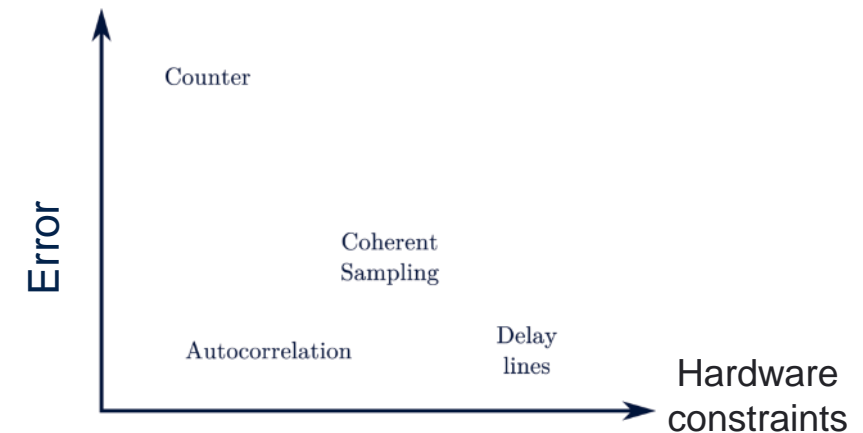 Counter
Error
Coherent
Sampling
Autocorrelation
Delay
lines
Hardware
constraints